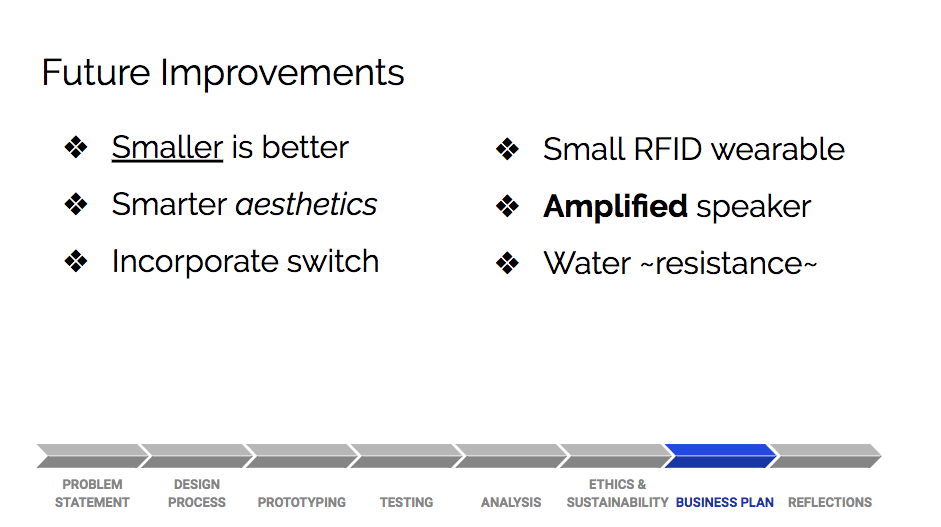 Future Improvements
❖ Smaller is better
❖ Smarter aesthetics
❖ Incorporate switch
❖ Small RFID wearable
❖ Amplified speaker
❖ Water ~resistance~
PROBLEM
STATEMENT
DESIGN
PROCESS
PROTOTYPING
TESTING
ANALYSIS
ETHICS &
SUSTAINABILITY
BUSINESS PLAN
REFLECTIONS